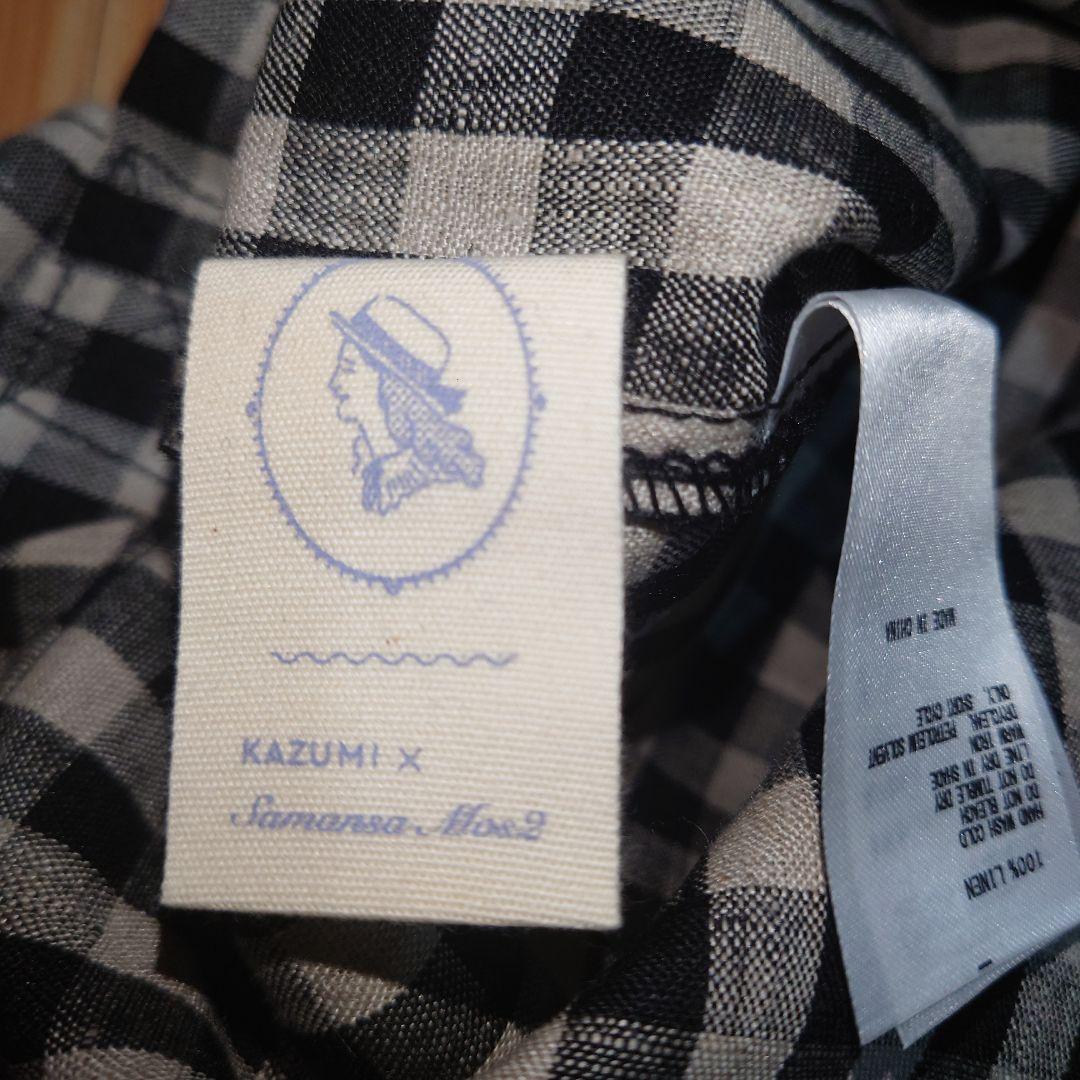 KAZUMI X
Samansa Mos2
100% LINEN
HAND WASH COLD
DO NOT BLEACH
DO NOT TUMBLE DRY
LINE DRY IN SHADE
WARM IRON
DRYCLEAN, PETROLEUM SOLVENT
ONLY, SHORT CYCLE
MADE IN CHINA